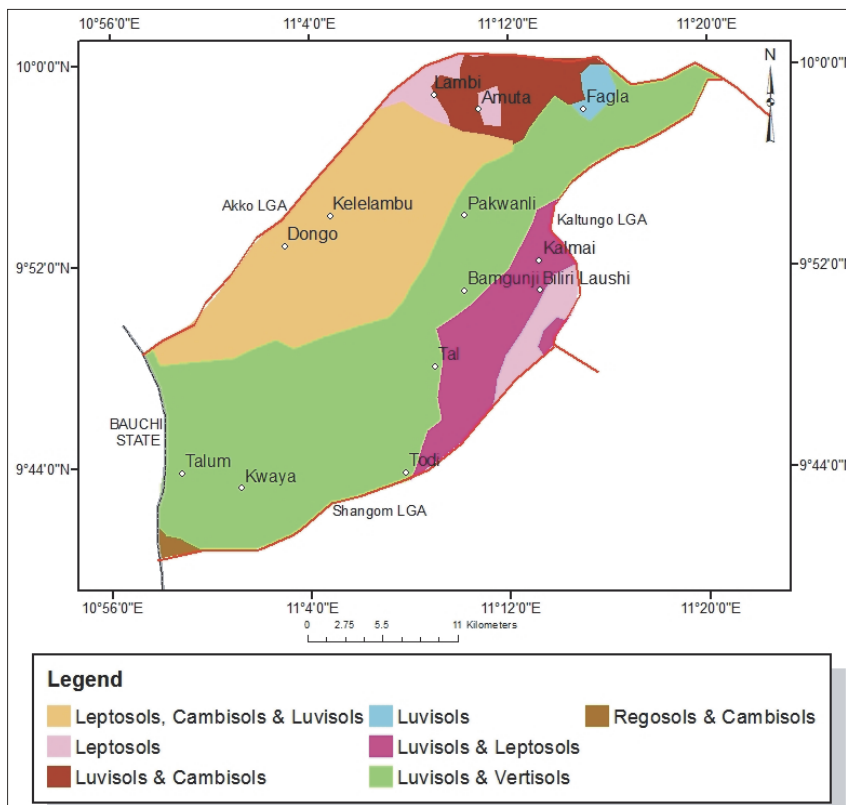 10°56'0"E 11°4'0"E 11°12'0"E 11°20'0"E
10°0'0"N 10°0'0"N
N
Lambi
Amuta
Fagla
Akko LGA
Kelelambu
Pakwanli
Kaltungo LGA
Dongo
Kalmai
9°52'0"N 9°52'0"N
Bamgunji
Biliri Laushi
Tal
BAUCHI
STATE
9°44'0"N 9°44'0"N
Talum
Kwaya
Todi
Shangom LGA
10°56'0"E 11°4'0"E 11°12'0"E 11°20'0"E
0 2.75 5.5 11 Kilometers
Legend
Leptosols, Cambisols & Luvisols
Luvisols
Regosols & Cambisols
Leptosols
Luvisols & Leptosols
Luvisols & Cambisols
Luvisols & Vertisols